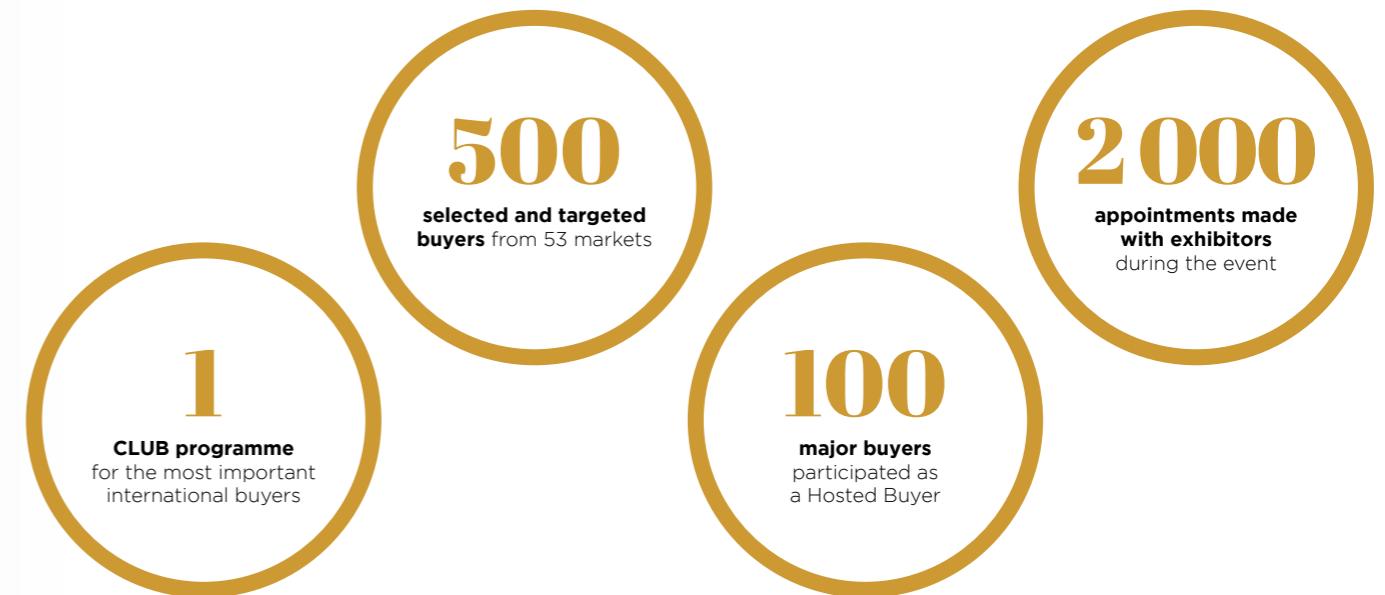 1
CLUB programme
for the most important
international buyers
500
selected and targeted
buyers from 53 markets
100
major buyers
participated as
a Hosted Buyer
2 000
appointments made
with exhibitors
during the event